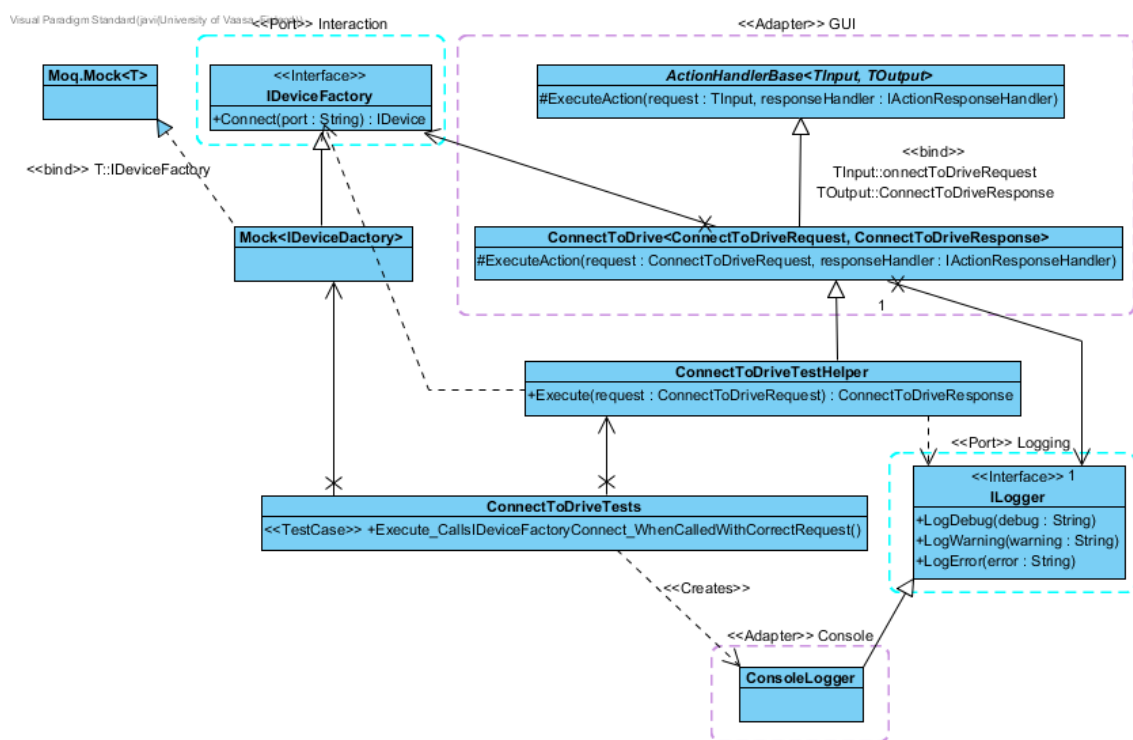 Visual Paradigm Standard(javi(University of Vaasa, Finland))
<<Port>> Interaction
<<Adapter>> GUI
Moq.Mock<T>
<<Interface>>
IDeviceFactory
+Connect(port : String) : IDevice
ActionHandlerBase<TInput, TOutput>
#ExecuteAction(request : TInput, responseHandler : IActionResponseHandler)
<<bind>> T::IDeviceFactory
<<bind>>
TInput::onnectToDriveRequest
TOutput::ConnectToDriveResponse
Mock<IDeviceDactory>
ConnectToDrive<ConnectToDriveRequest, ConnectToDriveResponse>
#ExecuteAction(request : ConnectToDriveRequest, responseHandler : IActionResponseHandler)
1
ConnectToDriveTestHelper
+Execute(request : ConnectToDriveRequest) : ConnectToDriveResponse
<<Port>> Logging
<<Interface>> 1
ILogger
+LogDebug(debug : String)
+LogWarning(warning : String)
+LogError(error : String)
ConnectToDriveTests
<<TestCase>> +Execute_CallsIDeviceFactoryConnect_WhenCalledWithCorrectRequest()
<<Creates>>
<<Adapter>> Console
ConsoleLogger